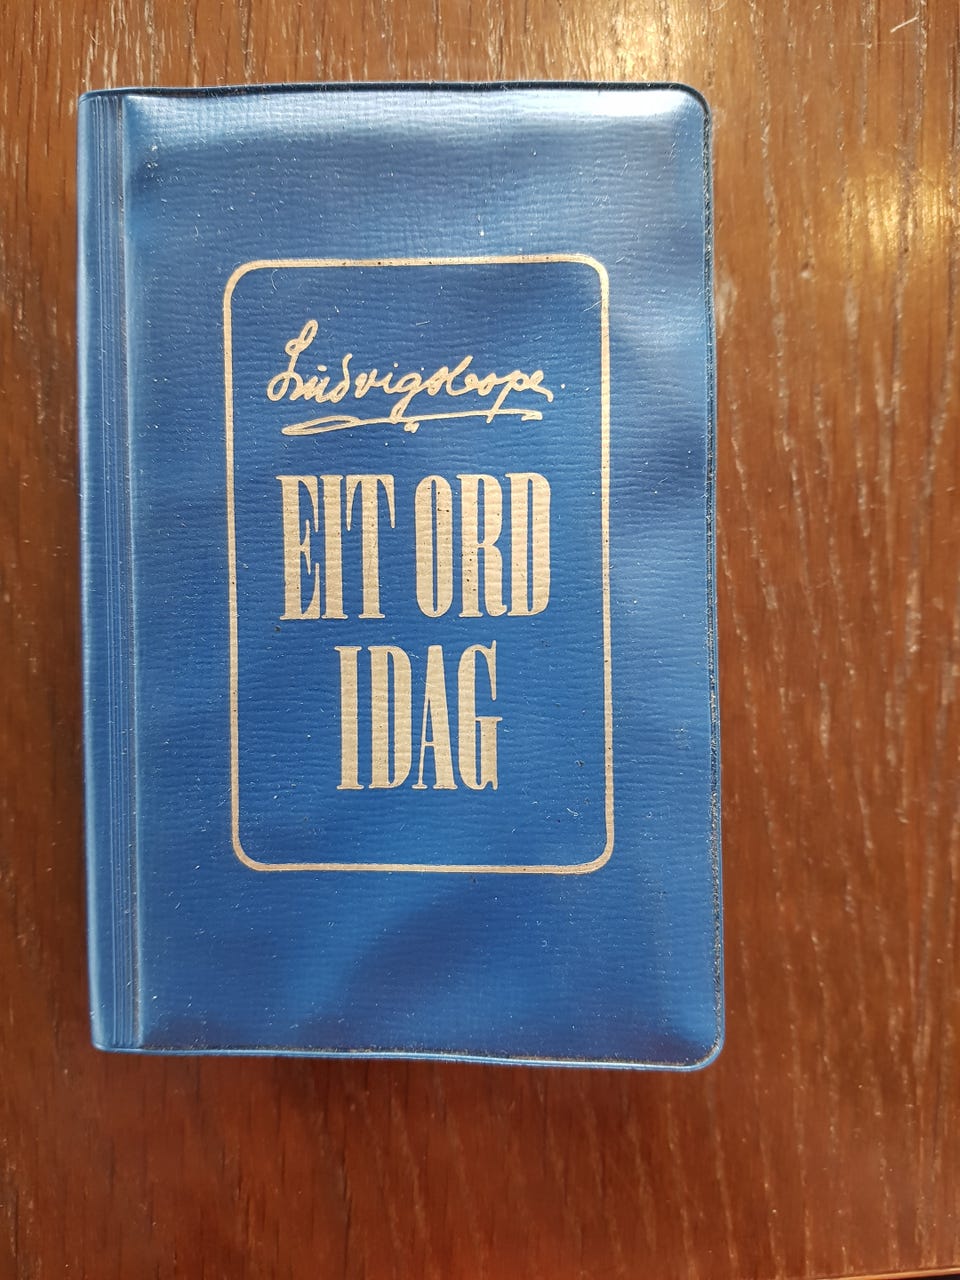 Ludvig Hope.
EIT ORD
IDAG